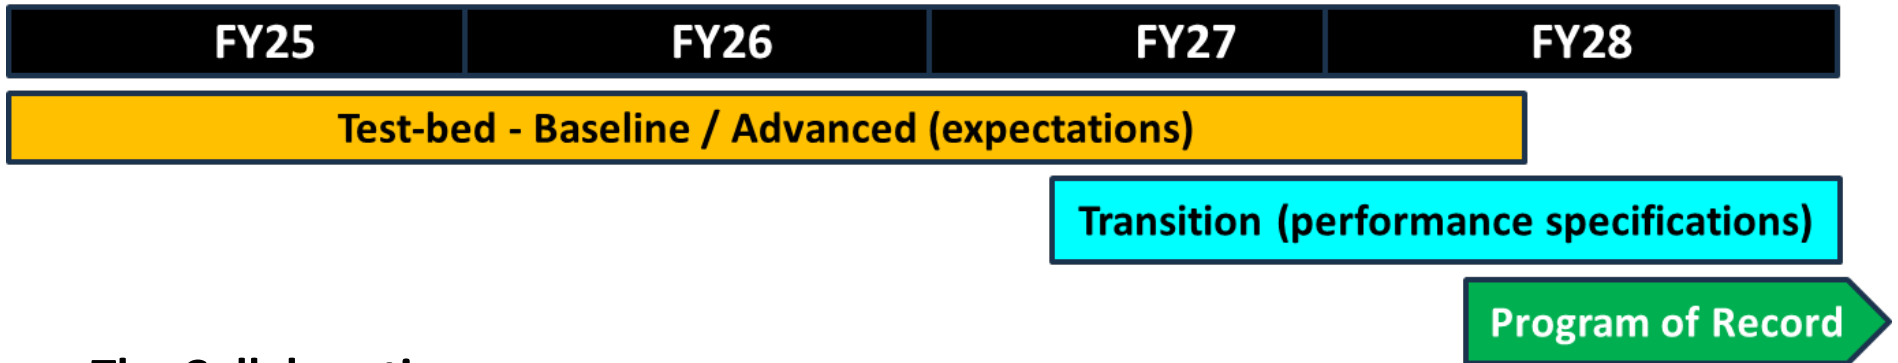 FY25 FY26 FY27 FY28
Test-bed - Baseline / Advanced (expectations)
Transition (performance specifications)
Program of Record